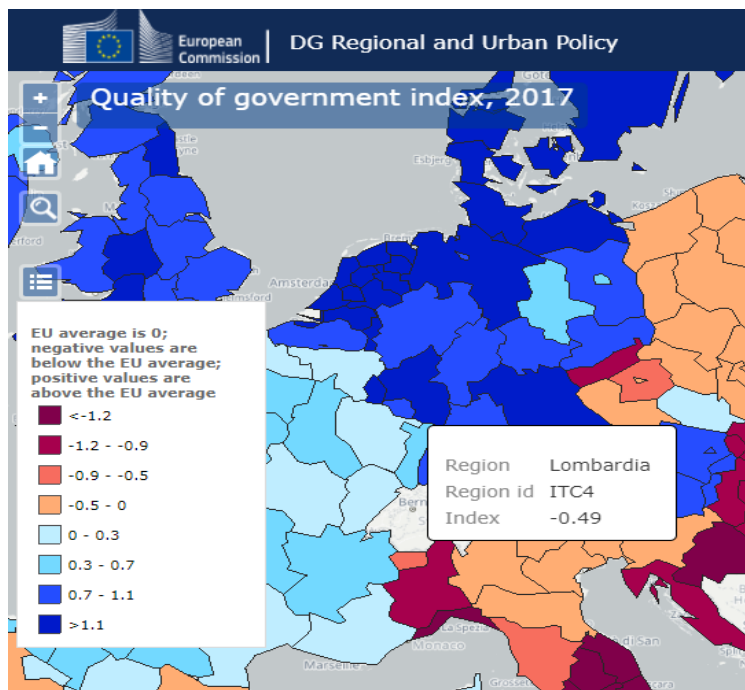 European
Commission
DG Regional and Urban Policy
Quality of government index, 2017
+
−
Esbjerg
Amsterdam
EU average is 0;
negative values are
below the EU average;
positive values are
above the EU average
<-1.2
-1.2 - -0.9
-0.9 - -0.5
-0.5 - 0
0 - 0.3
0.3 - 0.7
0.7 - 1.1
>1.1
Region Lombardia
Region id ITC4
Index -0.49
Bern
La Spezia
Monaco
Marseille
di San